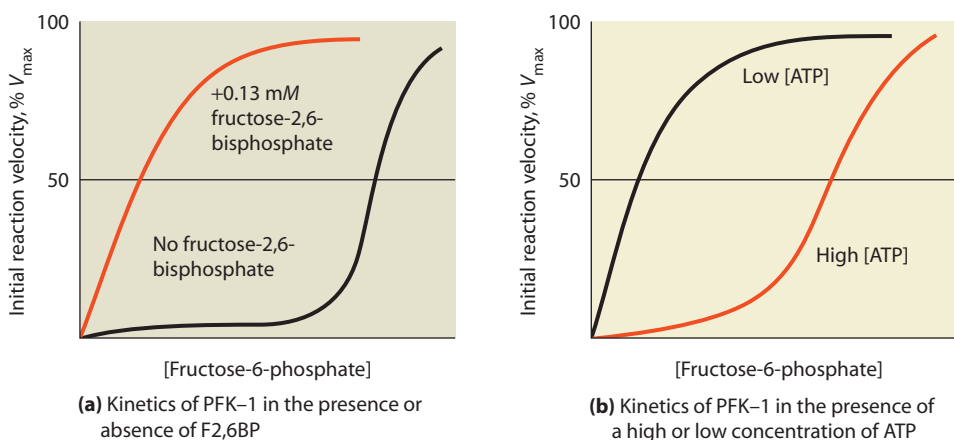 100
50
Initial reaction velocity, % Vmax
+0.13 mM
fructose-2,6-
bisphosphate
No fructose-2,6-
bisphosphate
[Fructose-6-phosphate]
(a) Kinetics of PFK–1 in the presence or
absence of F2,6BP
100
50
Initial reaction velocity, % Vmax
Low [ATP]
High [ATP]
[Fructose-6-phosphate]
(b) Kinetics of PFK–1 in the presence of
a high or low concentration of ATP